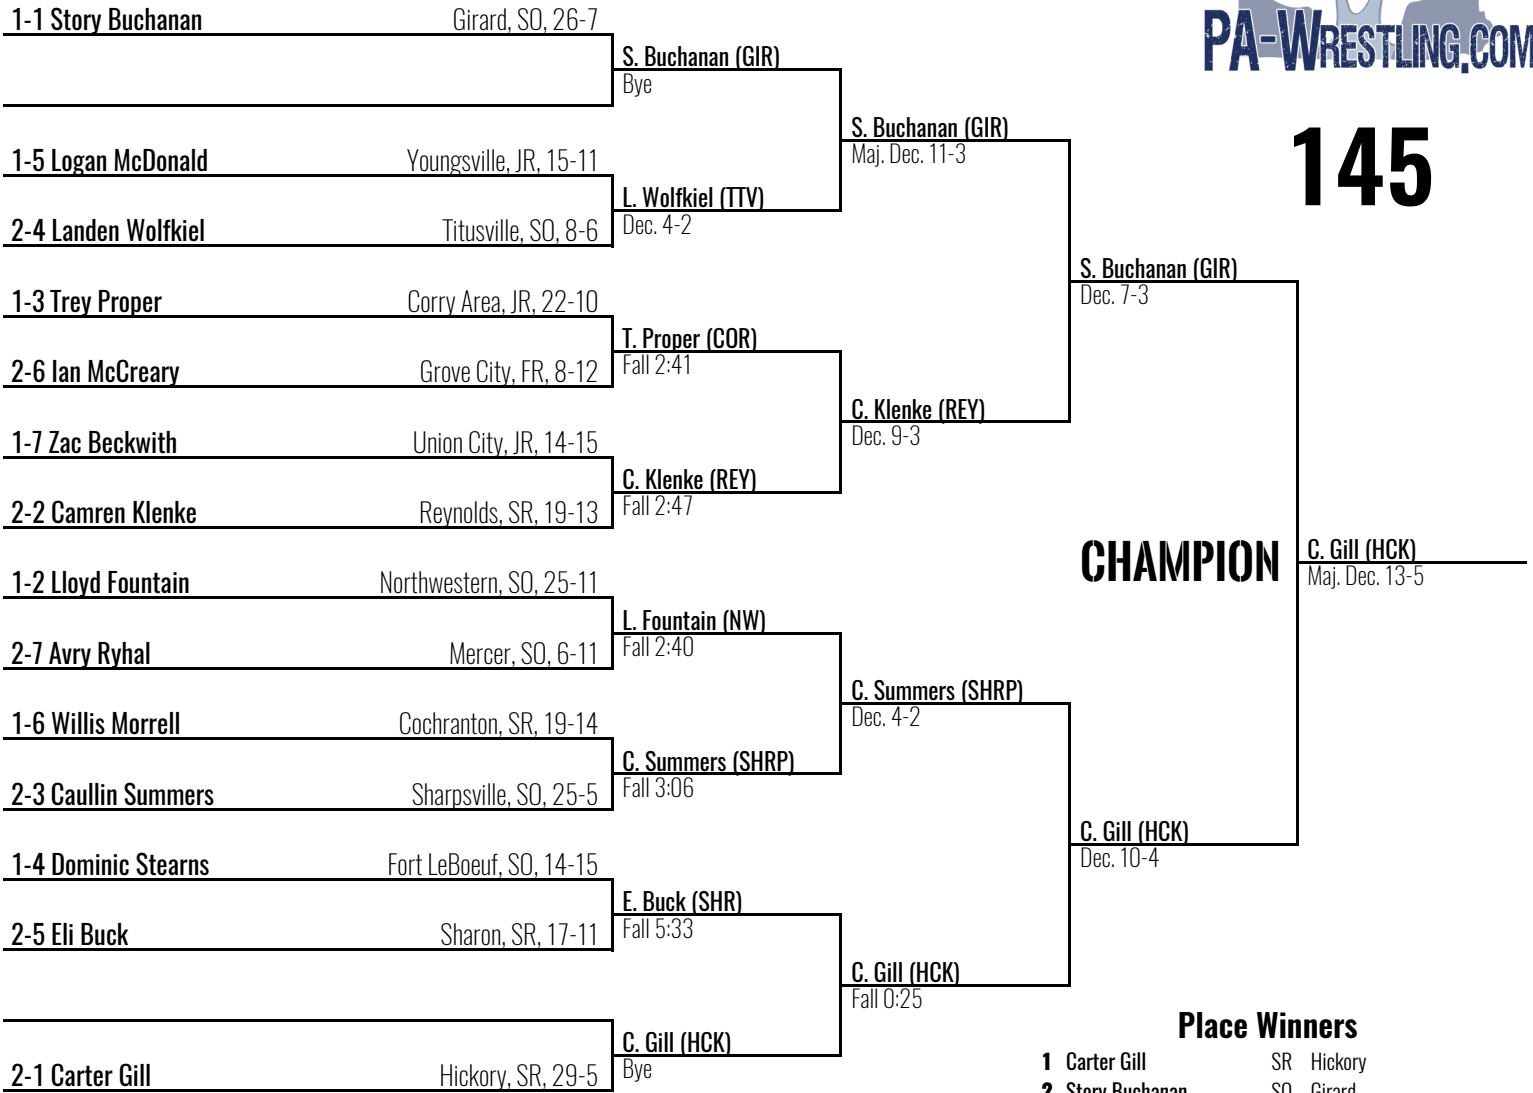 PA-WRESTLING.COM
145
1-1 Story Buchanan Girard, SO, 26-7
S. Buchanan (GIR)
Bye
S. Buchanan (GIR)
Maj. Dec. 11-3
1-5 Logan McDonald Youngsville, JR, 15-11
L. Wolfkiel (TTV)
Dec. 4-2
2-4 Landen Wolfkiel Titusville, SO, 8-6
S. Buchanan (GIR)
Dec. 7-3
1-3 Trey Proper Corry Area, JR, 22-10
T. Proper (COR)
Fall 2:41
2-6 Ian McCreary Grove City, FR, 8-12
C. Klenke (REY)
Dec. 9-3
1-7 Zac Beckwith Union City, JR, 14-15
C. Klenke (REY)
Fall 2:47
2-2 Camren Klenke Reynolds, SR, 19-13
CHAMPION
C. Gill (HCK)
Maj. Dec. 13-5
1-2 Lloyd Fountain Northwestern, SO, 25-11
L. Fountain (NW)
Fall 2:40
2-7 Avry Ryhal Mercer, SO, 6-11
C. Summers (SHRP)
Dec. 4-2
1-6 Willis Morrell Cochranton, SR, 19-14
C. Summers (SHRP)
Fall 3:06
2-3 Caullin Summers Sharpsville, SO, 25-5
C. Gill (HCK)
Dec. 10-4
1-4 Dominic Stearns Fort LeBoeuf, SO, 14-15
E. Buck (SHR)
Fall 5:33
2-5 Eli Buck Sharon, SR, 17-11
C. Gill (HCK)
Fall 0:25
C. Gill (HCK)
Bye
2-1 Carter Gill Hickory, SR, 29-5
Place Winners
1 Carter Gill SR Hickory
2 Story Buchanan SO Girard